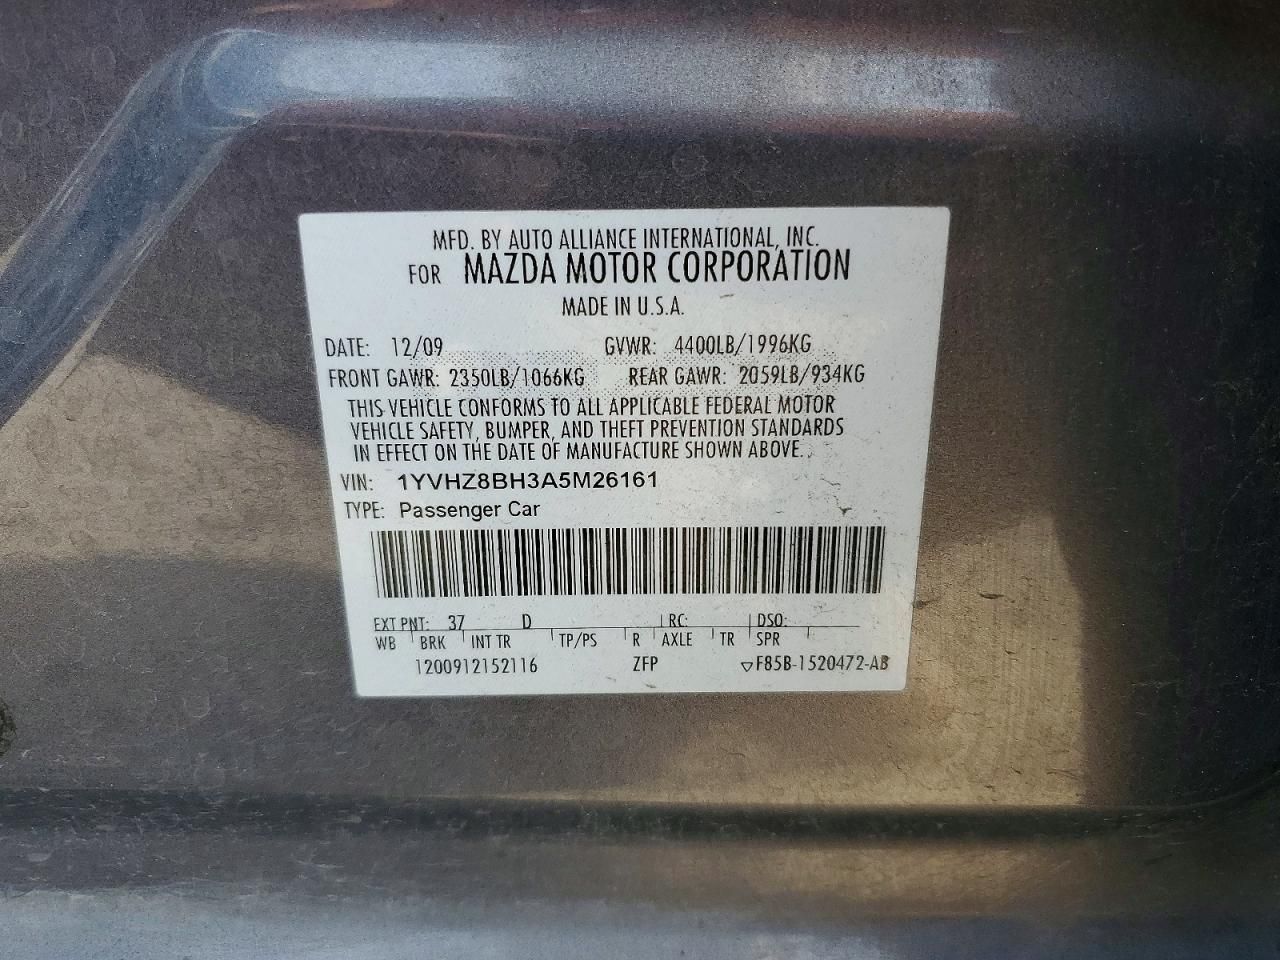 MFD. BY AUTO ALLIANCE INTERNATIONAL, INC.
FOR MAZDA MOTOR CORPORATION
MADE IN U.S.A.
DATE: 12/09 GVWR: 4400LB/1996KG
FRONT GAWR: 2350LB/1066KG REAR GAWR: 2059LB/934KG
THIS VEHICLE CONFORMS TO ALL APPLICABLE FEDERAL MOTOR
VEHICLE SAFETY, BUMPER, AND THEFT PREVENTION STANDARDS
IN EFFECT ON THE DATE OF MANUFACTURE SHOWN ABOVE.
VIN: 1YVHZ8BH3A5M26161
TYPE: Passenger Car
EXT PNT: 37 D RC: DSO:
WB BRK INT TR TP/PS R AXLE TR SPR
1200912152116 ZFP ▽F85B-1520472-AB